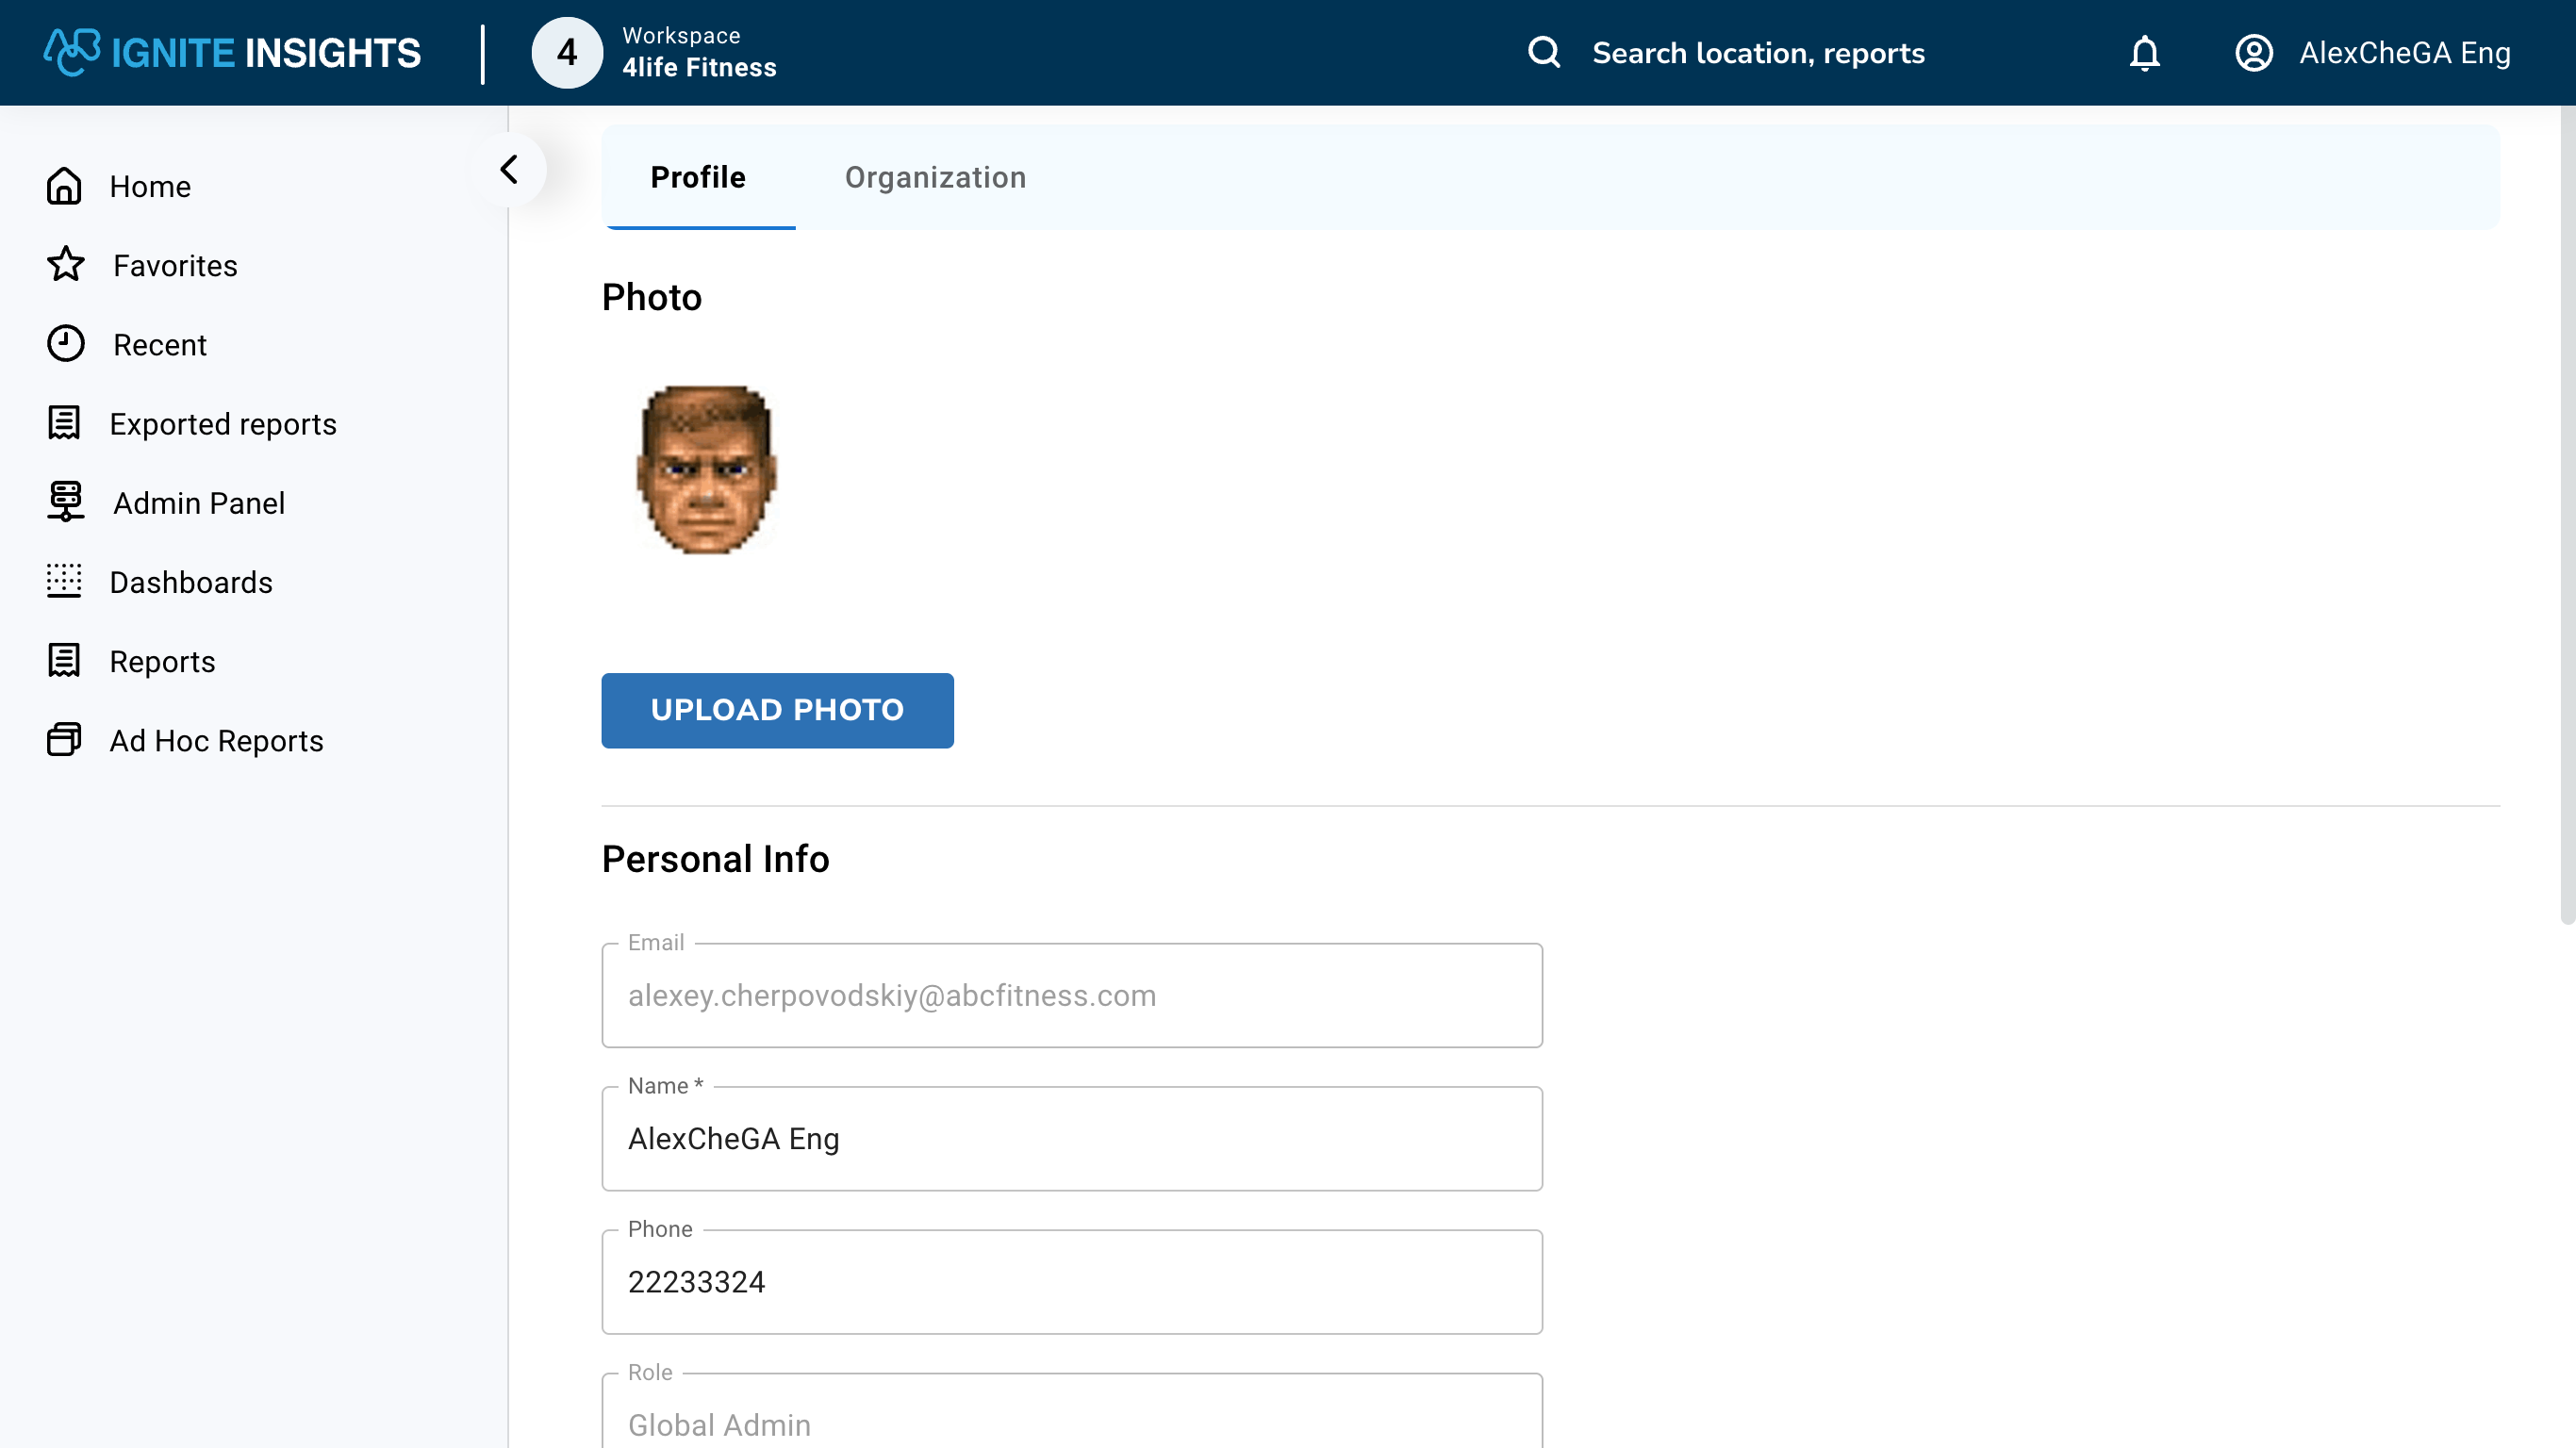 IGNITE INSIGHTS
4
Workspace
4life Fitness
Search location, reports
AlexCheGA Eng
Home
Favorites
Recent
Exported reports
Admin Panel
Dashboards
Reports
Ad Hoc Reports
Profile
Organization
Photo
UPLOAD PHOTO
Personal Info
Email
alexey.cherpovodskiy@abcfitness.com
Name *
AlexCheGA Eng
Phone
22233324
Role
Global Admin